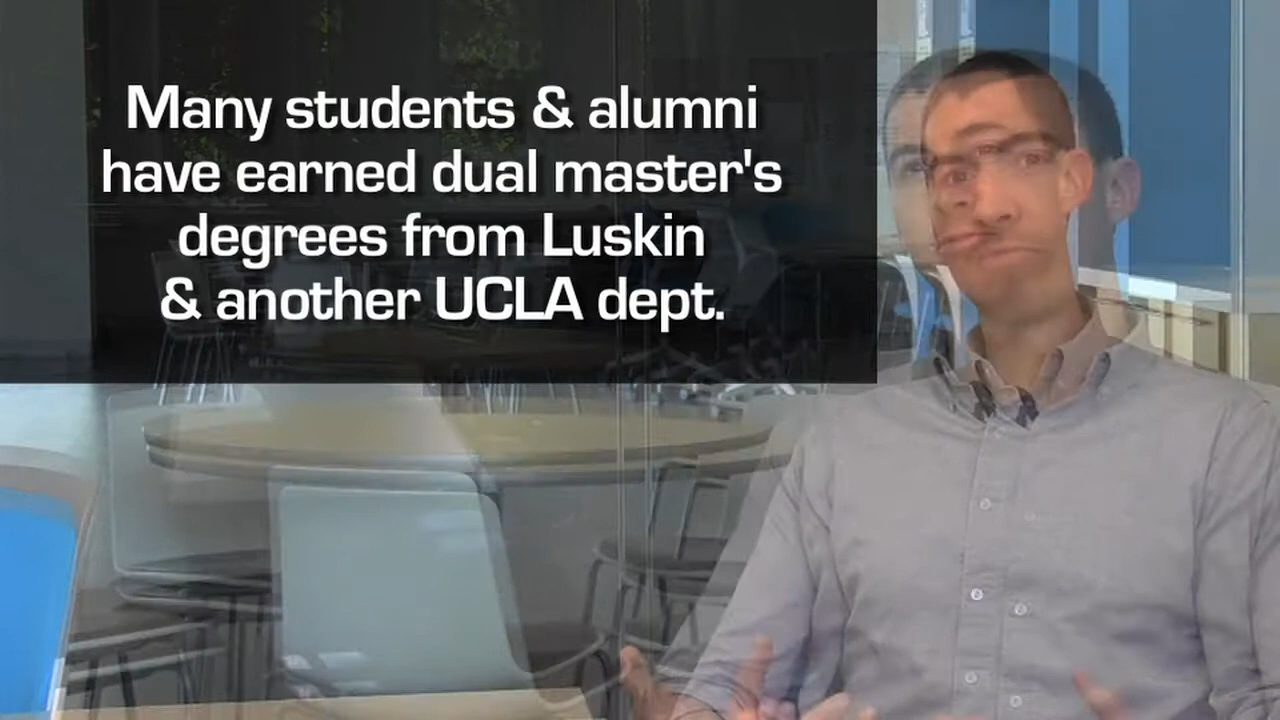 Many students & alumni
have earned dual master's
degrees from Luskin
& another UCLA dept.